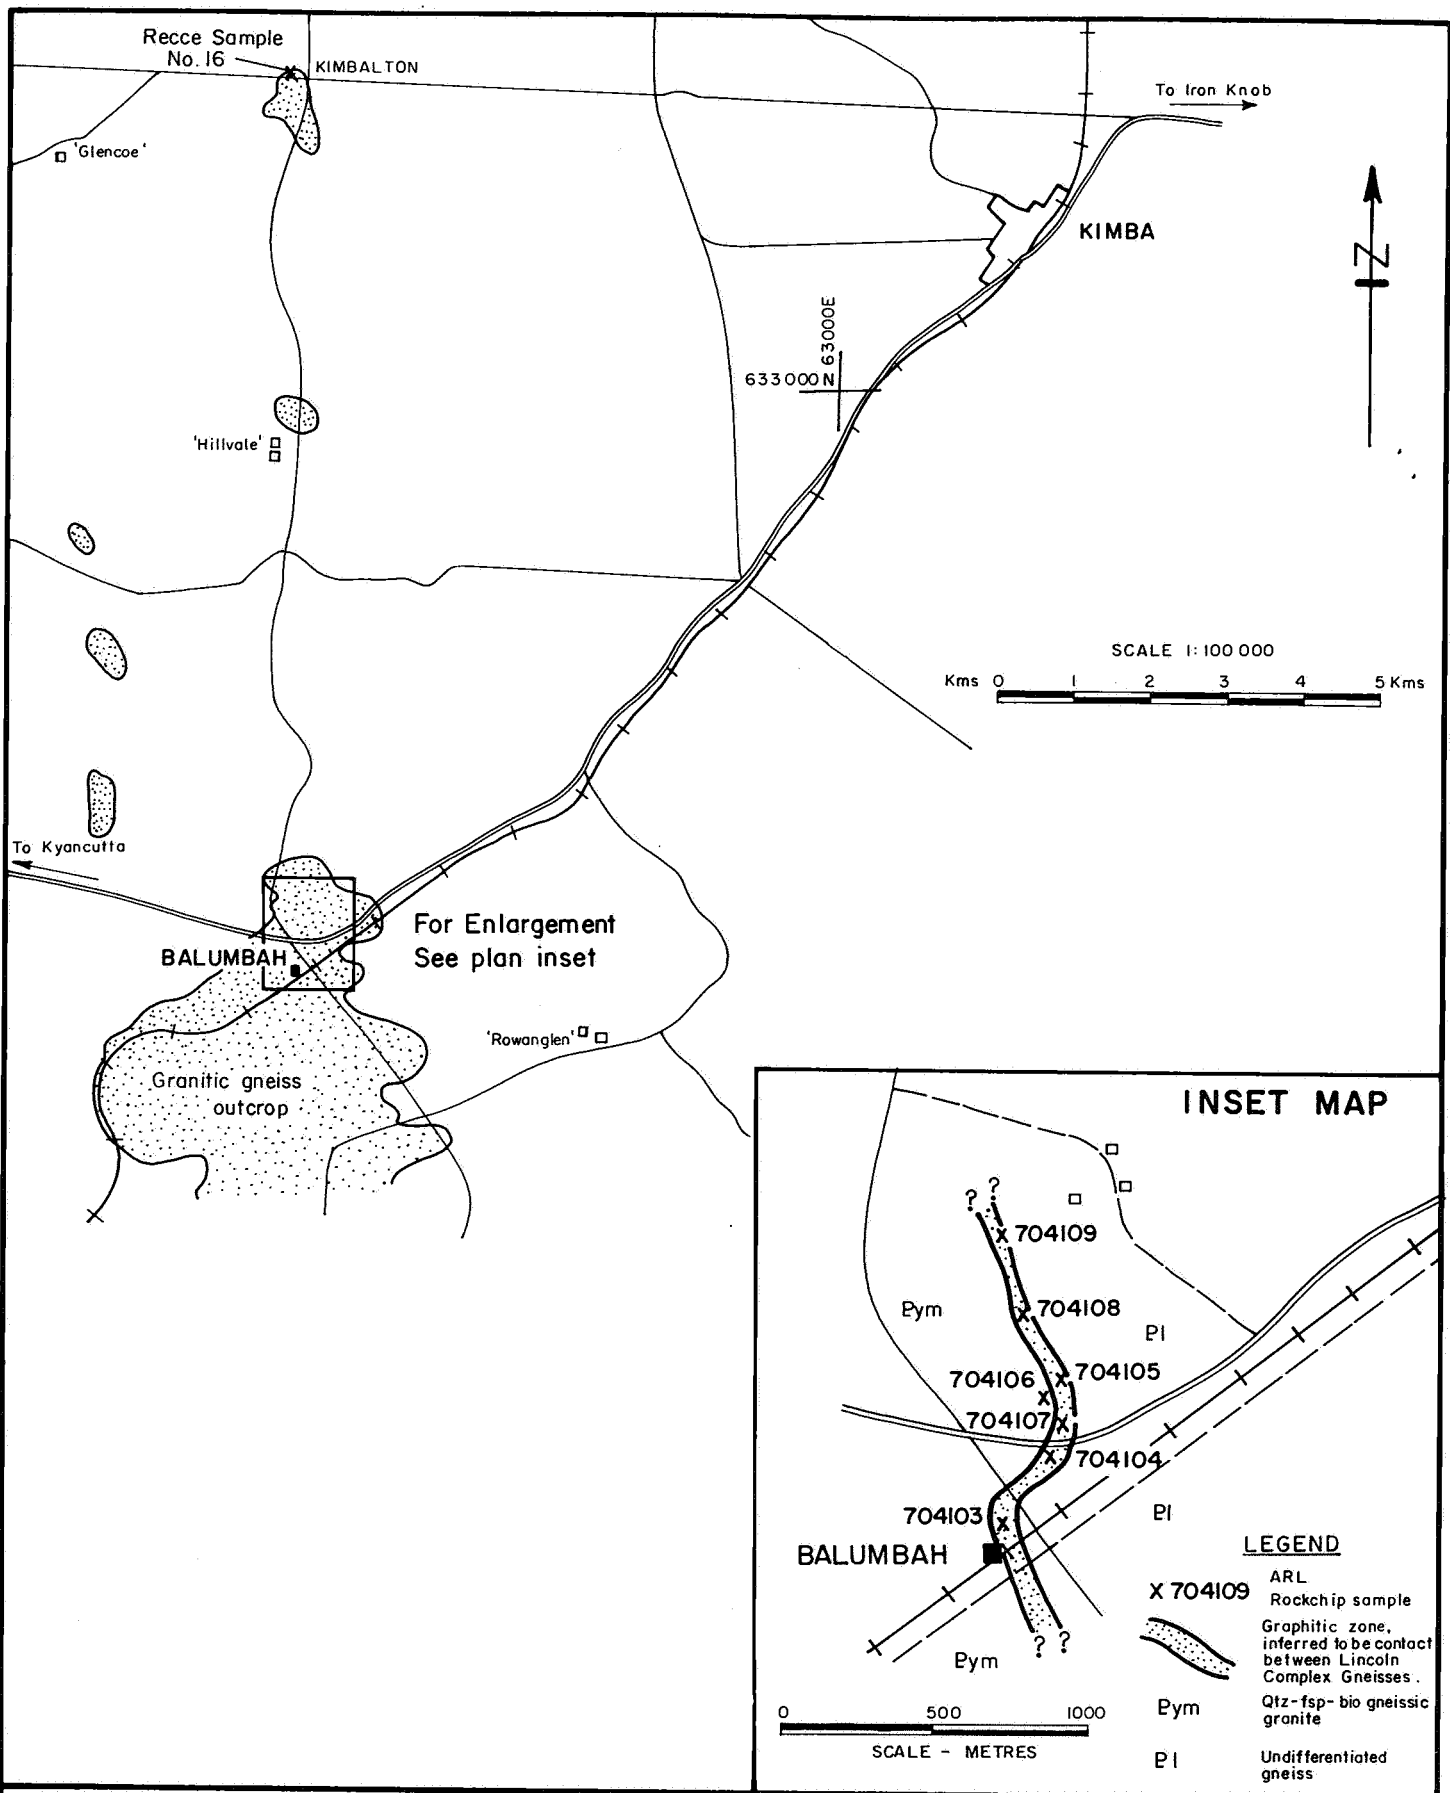 Recce Sample
No. 16
KIMBALTON
To Iron Knob
'Glencoe'
KIMBA
N
63000E
633000N
'Hillvale'
SCALE 1:100 000
Kms 0 1 2 3 4 5 Kms
To Kyancutta
For Enlargement
See plan inset
BALUMBAH
'Rowanglen'
Granitic gneiss
outcrop
INSET MAP
? ?
X 704109
X 704108
Pym
Pl
X 704105
704106 X
704107 X
X 704104
704103 X
Pl
BALUMBAH
? ?
Pym
0 500 1000
SCALE - METRES
LEGEND
X 704109 ARL
Rockchip sample
Graphitic zone,
inferred to be contact
between Lincoln
Complex Gneisses.
Pym Qtz-fsp-bio gneissic
granite
Pl Undifferentiated
gneiss